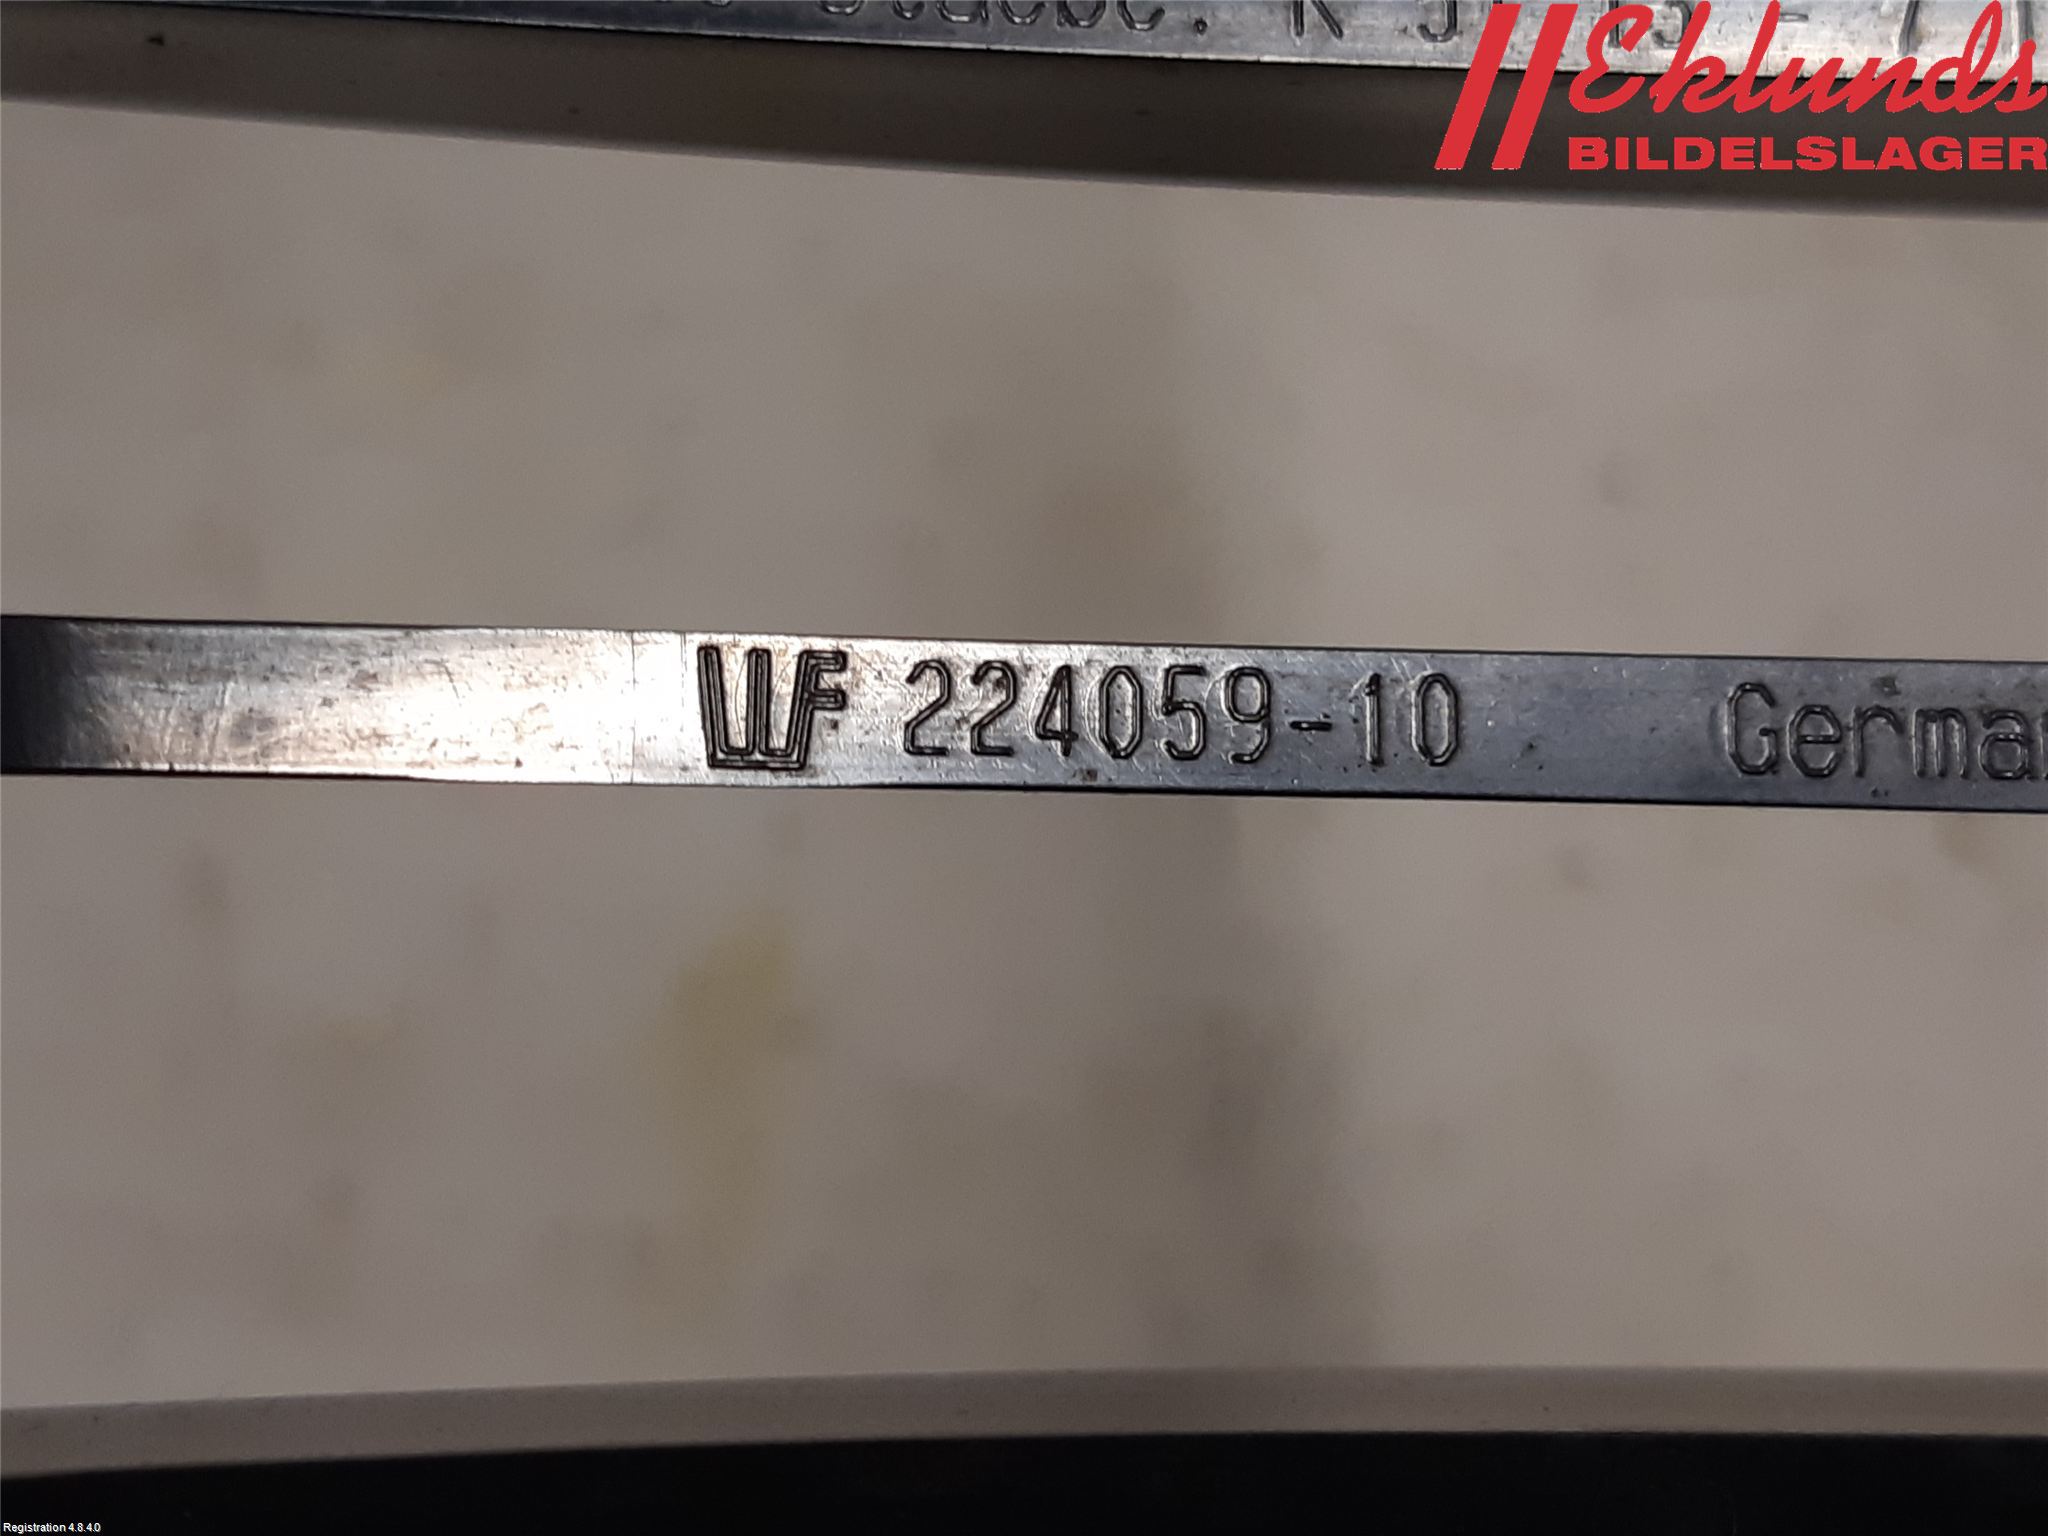 Eklunds
BILDELSLAGER
WF 224059-10 German
Registration 4.8.4.0